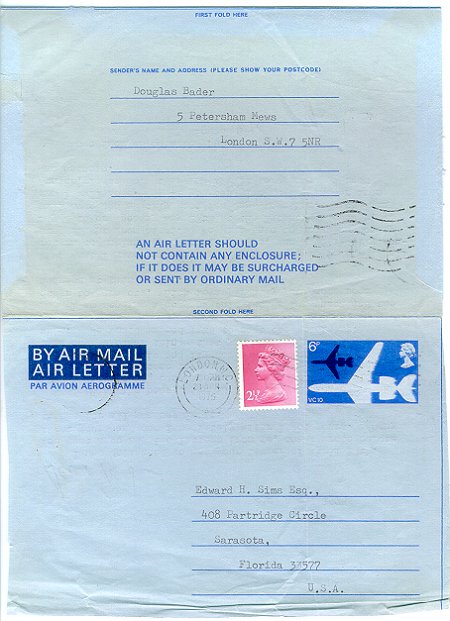 FIRST FOLD HERE
SENDER'S NAME AND ADDRESS (PLEASE SHOW YOUR POSTCODE)
Douglas Bader
5 Petersham Mews
London S.W.7 5NR
AN AIR LETTER SHOULD
NOT CONTAIN ANY ENCLOSURE;
IF IT DOES IT MAY BE SURCHARGED
OR SENT BY ORDINARY MAIL
SECOND FOLD HERE
BY AIR MAIL
AIR LETTER
PAR AVION AEROGRAMME
LONDON
2½P
6P
VC10
Edward H. Sims Esq.,
408 Partridge Circle
Sarasota,
Florida 33577
U.S.A.